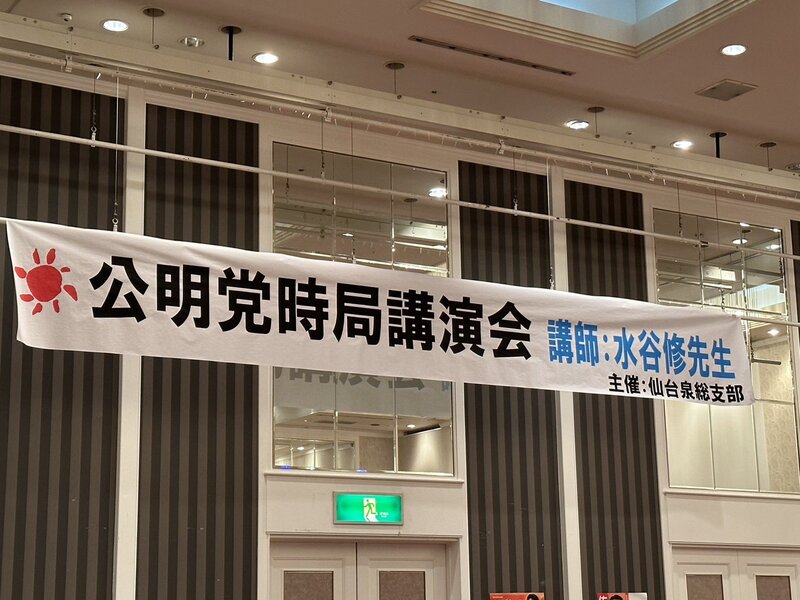 公明党時局講演会 講師:水谷修先生
主催:仙台泉総支部